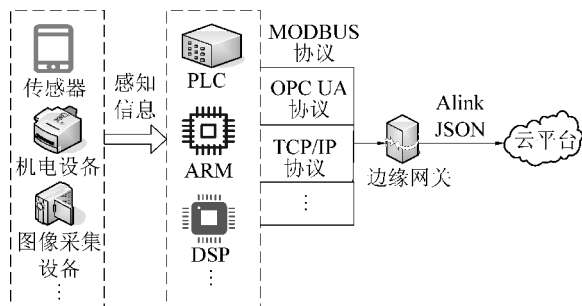 传感器
机电设备
图像采集
设备
⋮
感知
信息
PLC
ARM
DSP
⋮
MODBUS
协议
OPC UA
协议
TCP/IP
协议
⋮
边缘网关
Alink
JSON
云平台